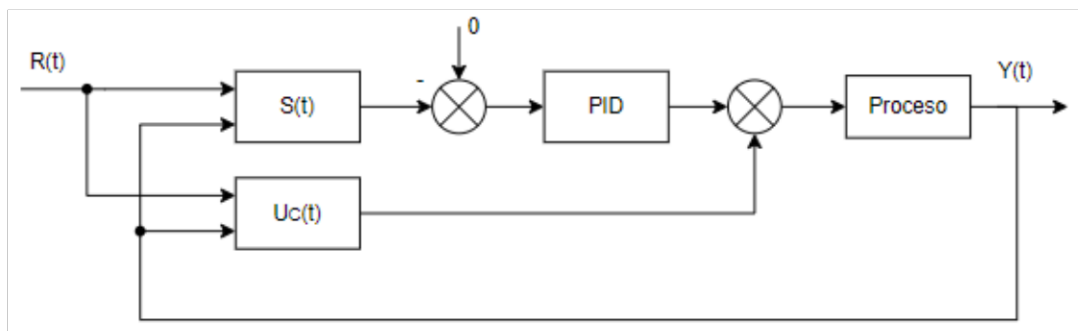 0
R(t)
Y(t)
-
S(t)
PID
Proceso
Uc(t)